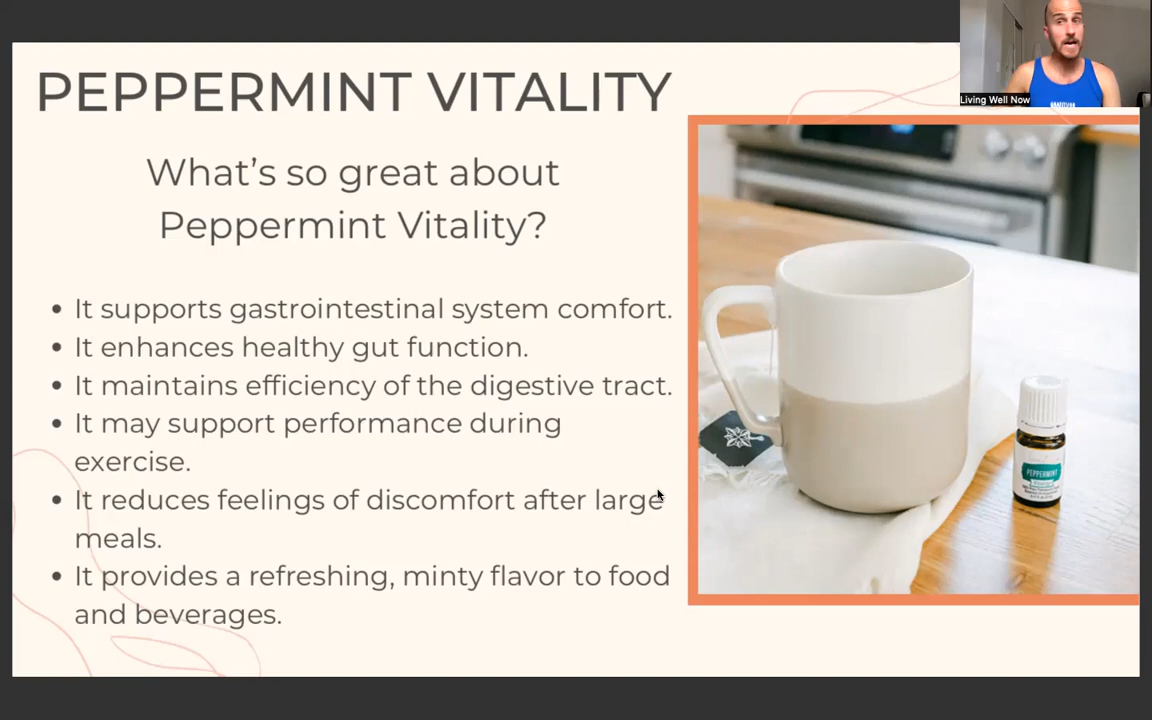 PEPPERMINT VITALITY
Living Well Now
What's so great about
Peppermint Vitality?
• It supports gastrointestinal system comfort.
• It enhances healthy gut function.
• It maintains efficiency of the digestive tract.
• It may support performance during
exercise.
• It reduces feelings of discomfort after large
meals.
• It provides a refreshing, minty flavor to food
and beverages.
PEPPERMINT